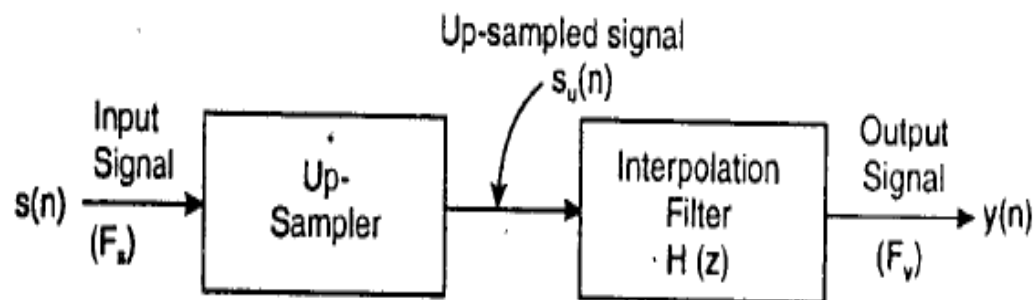 Up-sampled signal
s_u(n)
Input
Signal
s(n)
(F_s)
Up-
Sampler
Interpolation
Filter
H (z)
Output
Signal
y(n)
(F_y)